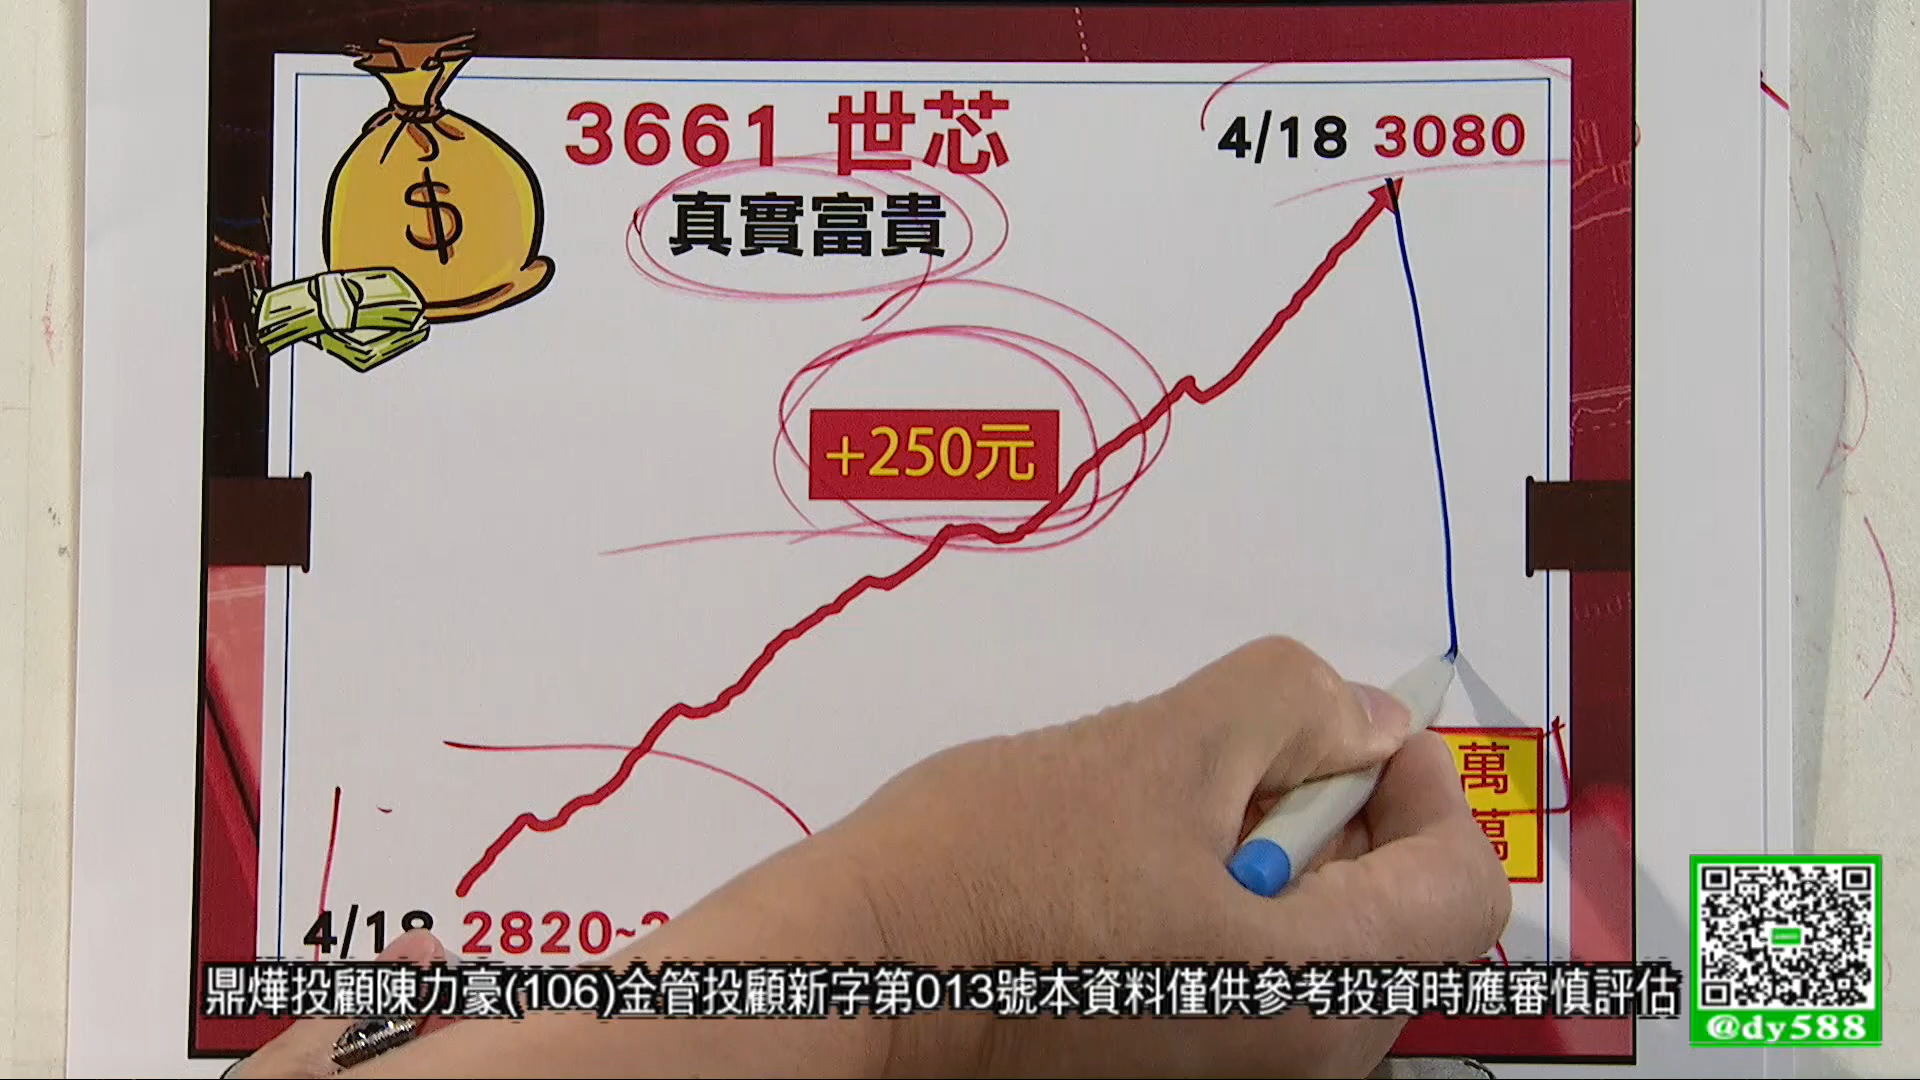 3661 世芯
4/18 3080
真實富貴
$
+250元
萬
萬
4/18 2820~2
鼎燁投顧陳力豪(106)金管投顧新字第013號本資料僅供參考投資時應審慎評估
@dy588